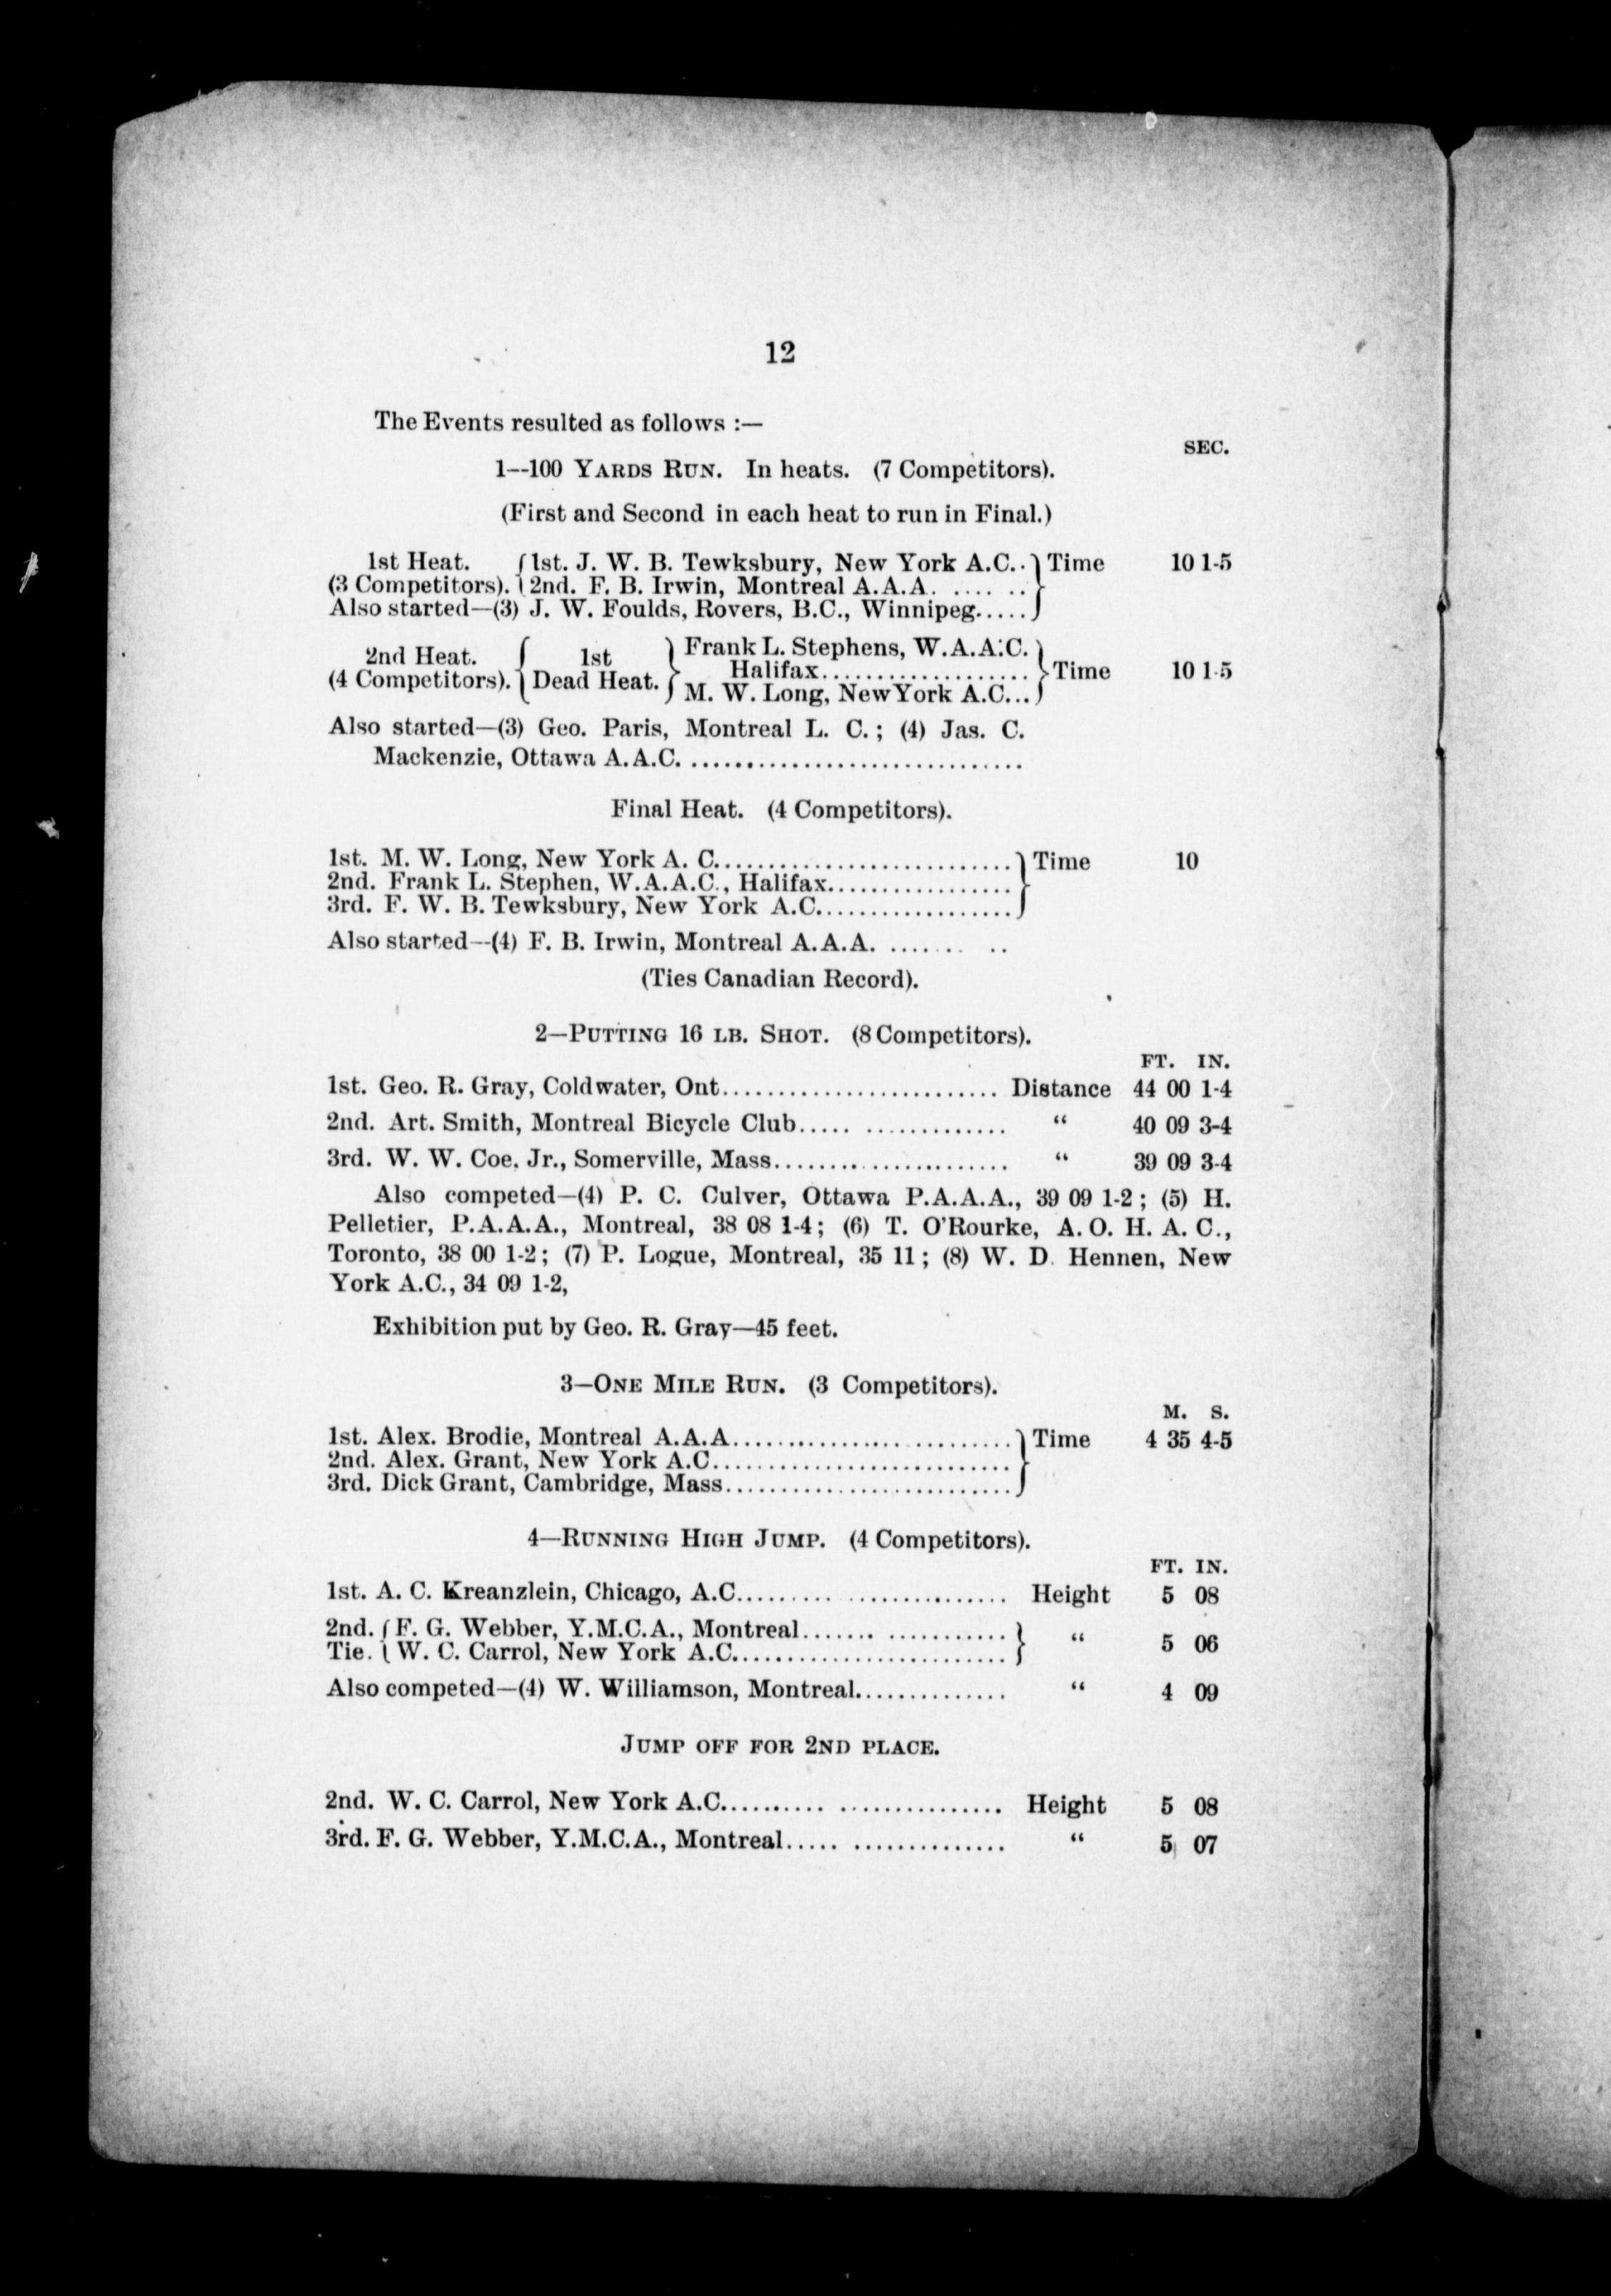 12
The Events resulted as follows :—
SEC.
1--100 YARDS RUN. In heats. (7 Competitors).
(First and Second in each heat to run in Final.)
1st Heat. { 1st. J. W. B. Tewksbury, New York A.C.. } Time 10 1-5
(3 Competitors). { 2nd. F. B. Irwin, Montreal A.A.A. ..... ..
Also started—(3) J. W. Foulds, Rovers, B.C., Winnipeg.....
2nd Heat. { 1st } Frank L. Stephens, W.A.A.C.
(4 Competitors). { Dead Heat. } Halifax................... } Time 10 1-5
M. W. Long, New York A.C...
Also started—(3) Geo. Paris, Montreal L. C. ; (4) Jas. C.
Mackenzie, Ottawa A.A.C. ..............................
Final Heat. (4 Competitors).
1st. M. W. Long, New York A. C........................... } Time 10
2nd. Frank L. Stephen, W.A.A.C., Halifax.................
3rd. F. W. B. Tewksbury, New York A.C..................
Also started--(4) F. B. Irwin, Montreal A.A.A. ........ ..
(Ties Canadian Record).
2—PUTTING 16 LB. SHOT. (8 Competitors).
FT. IN.
1st. Geo. R. Gray, Coldwater, Ont......................... Distance 44 00 1-4
2nd. Art. Smith, Montreal Bicycle Club..... ............. “ 40 09 3-4
3rd. W. W. Coe. Jr., Somerville, Mass...................... “ 39 09 3-4
Also competed—(4) P. C. Culver, Ottawa P.A.A.A., 39 09 1-2 ; (5) H.
Pelletier, P.A.A.A., Montreal, 38 08 1-4 ; (6) T. O'Rourke, A. O. H. A. C.,
Toronto, 38 00 1-2 ; (7) P. Logue, Montreal, 35 11 ; (8) W. D. Hennen, New
York A.C., 34 09 1-2,
Exhibition put by Geo. R. Gray—45 feet.
3—ONE MILE RUN. (3 Competitors).
M. S.
1st. Alex. Brodie, Montreal A.A.A......................... } Time 4 35 4-5
2nd. Alex. Grant, New York A.C...........................
3rd. Dick Grant, Cambridge, Mass..........................
4—RUNNING HIGH JUMP. (4 Competitors).
FT. IN.
1st. A. C. Kreanzlein, Chicago, A.C........................ Height 5 08
2nd. { F. G. Webber, Y.M.C.A., Montreal....... ........... } “ 5 06
Tie. { W. C. Carrol, New York A.C.........................
Also competed—(4) W. Williamson, Montreal.............. “ 4 09
JUMP OFF FOR 2ND PLACE.
2nd. W. C. Carrol, New York A.C.......... ............... Height 5 08
3rd. F. G. Webber, Y.M.C.A., Montreal..... .............. “ 5 07